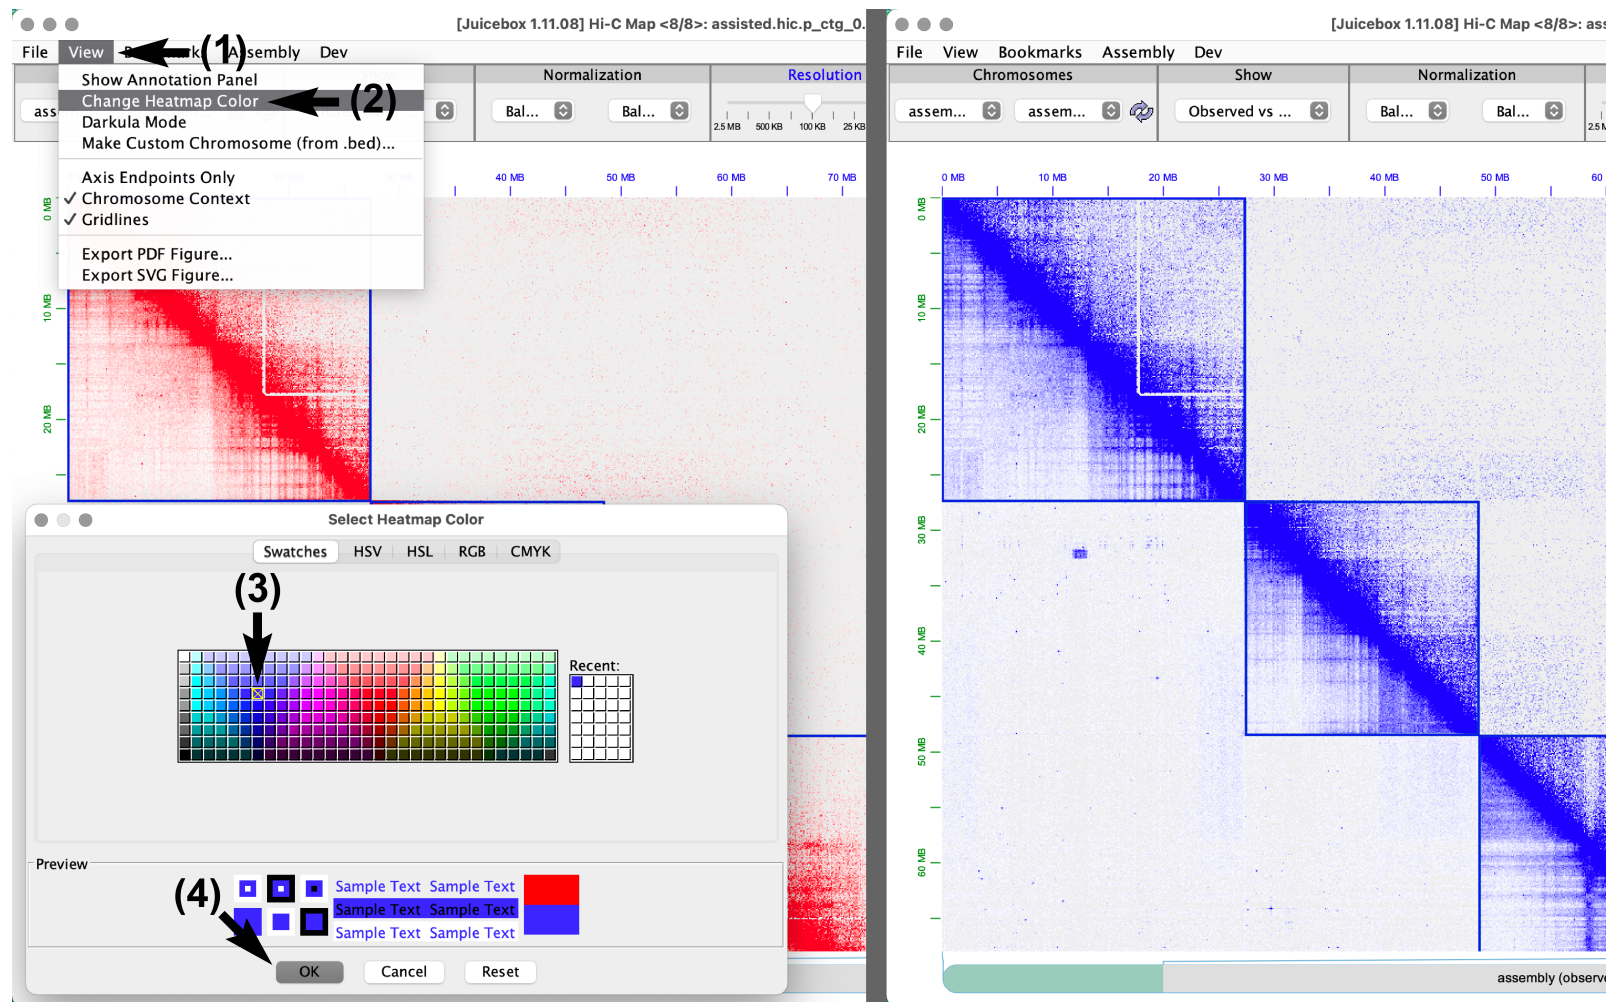 [Juicebox 1.11.08] Hi-C Map <8/8>: assisted.hic.p_ctg_0.
File View Assembly Dev
(1)
Show Annotation Panel
Change Heatmap Color
(2)
Darkula Mode
Make Custom Chromosome (from .bed)...
Axis Endpoints Only
✓ Chromosome Context
✓ Gridlines
Export PDF Figure...
Export SVG Figure...
Normalization Resolution
ass
Bal... Bal...
2.5 MB 500 KB 100 KB 25 KB
40 MB 50 MB 60 MB 70 MB
0 MB
10 MB
20 MB
Select Heatmap Color
Swatches HSV HSL RGB CMYK
(3)
Recent:
Preview
(4)
Sample Text Sample Text
Sample Text Sample Text
Sample Text Sample Text
OK Cancel Reset
[Juicebox 1.11.08] Hi-C Map <8/8>: as
File View Bookmarks Assembly Dev
Chromosomes Show Normalization
assem... assem... Observed vs ... Bal... Bal...
2.5 M
0 MB 10 MB 20 MB 30 MB 40 MB 50 MB 60
0 MB
10 MB
20 MB
30 MB
40 MB
50 MB
60 MB
assembly (observe